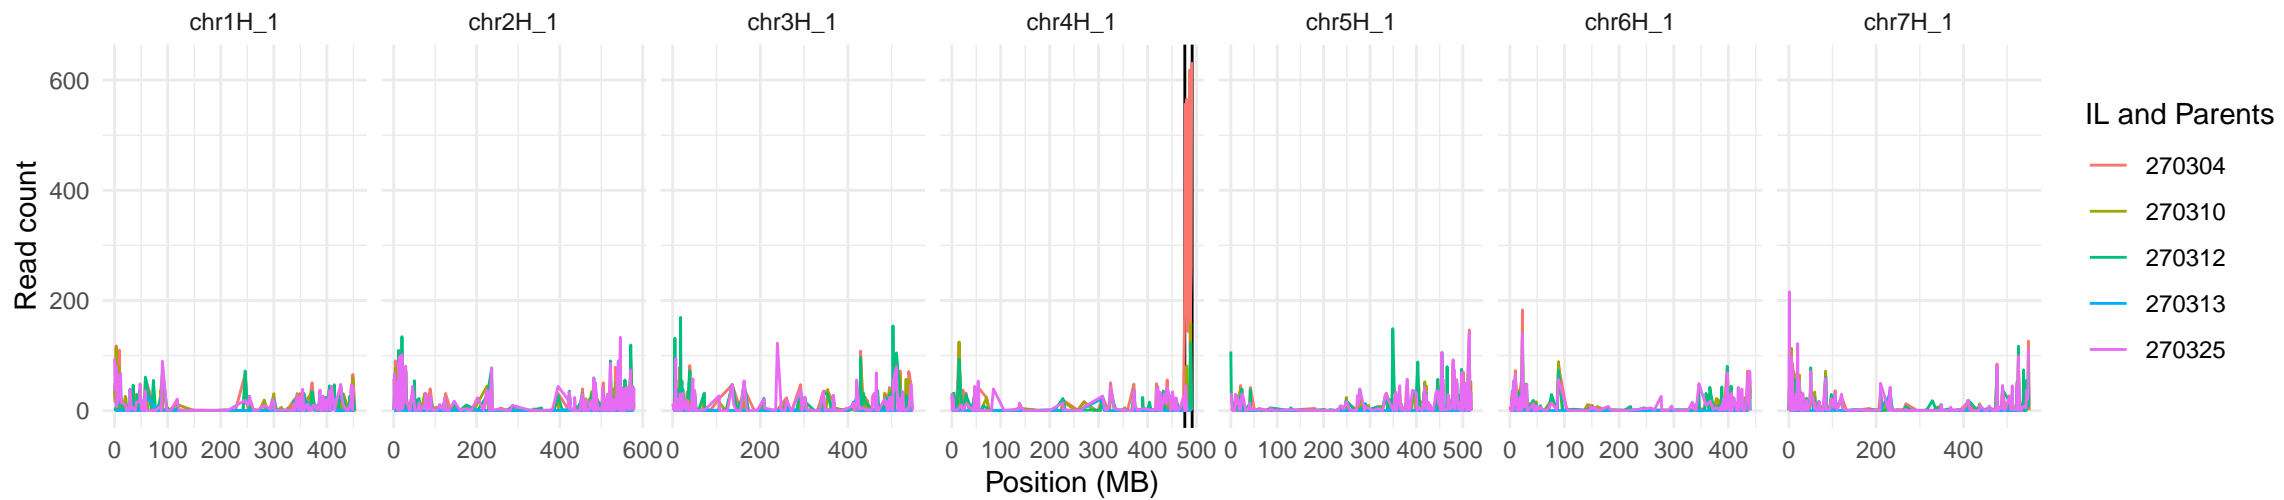 chr1H_1 chr2H_1 chr3H_1 chr4H_1 chr5H_1 chr6H_1 chr7H_1
Read count
600
400
200
0
0 100 200 300 400 0 200 400 600 0 200 400 0 100 200 300 400 500 0 100 200 300 400 500 0 200 400 0 200 400
Position (MB)
IL and Parents
270304
270310
270312
270313
270325